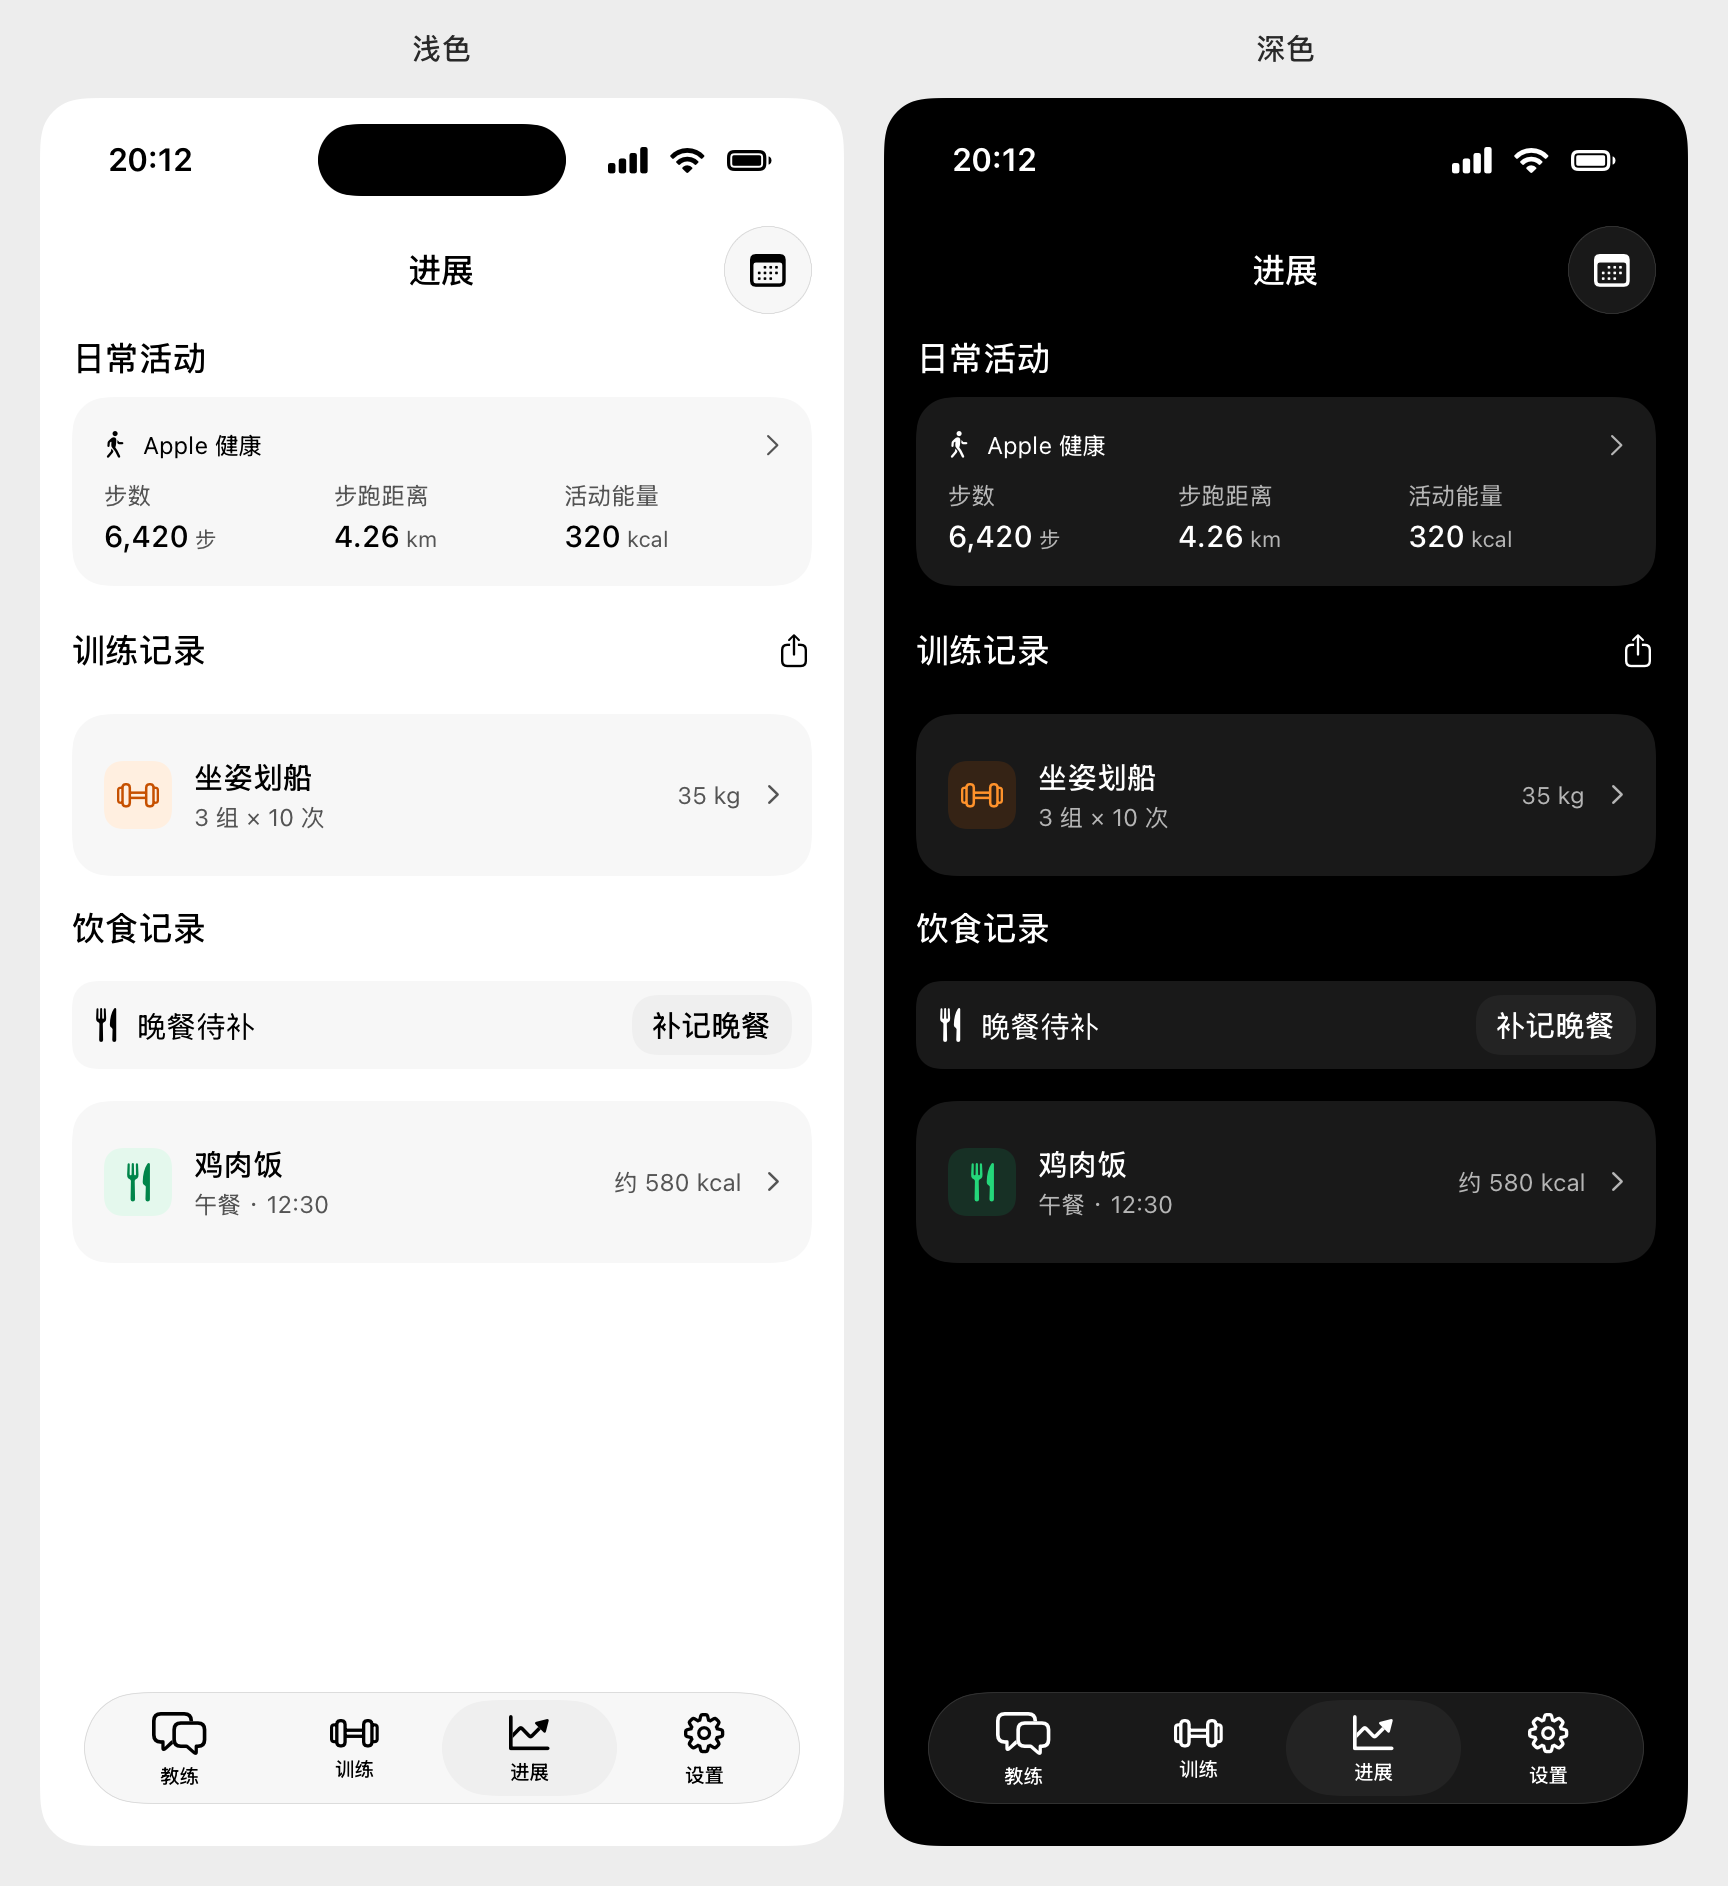 浅色
20:12
进展
日常活动
Apple 健康
步数 步跑距离 活动能量
6,420 步 4.26 km 320 kcal
训练记录
坐姿划船
3 组 × 10 次
35 kg
饮食记录
晚餐待补
补记晚餐
鸡肉饭
午餐 · 12:30
约 580 kcal
教练 训练 进展 设置
深色
20:12
进展
日常活动
Apple 健康
步数 步跑距离 活动能量
6,420 步 4.26 km 320 kcal
训练记录
坐姿划船
3 组 × 10 次
35 kg
饮食记录
晚餐待补
补记晚餐
鸡肉饭
午餐 · 12:30
约 580 kcal
教练 训练 进展 设置